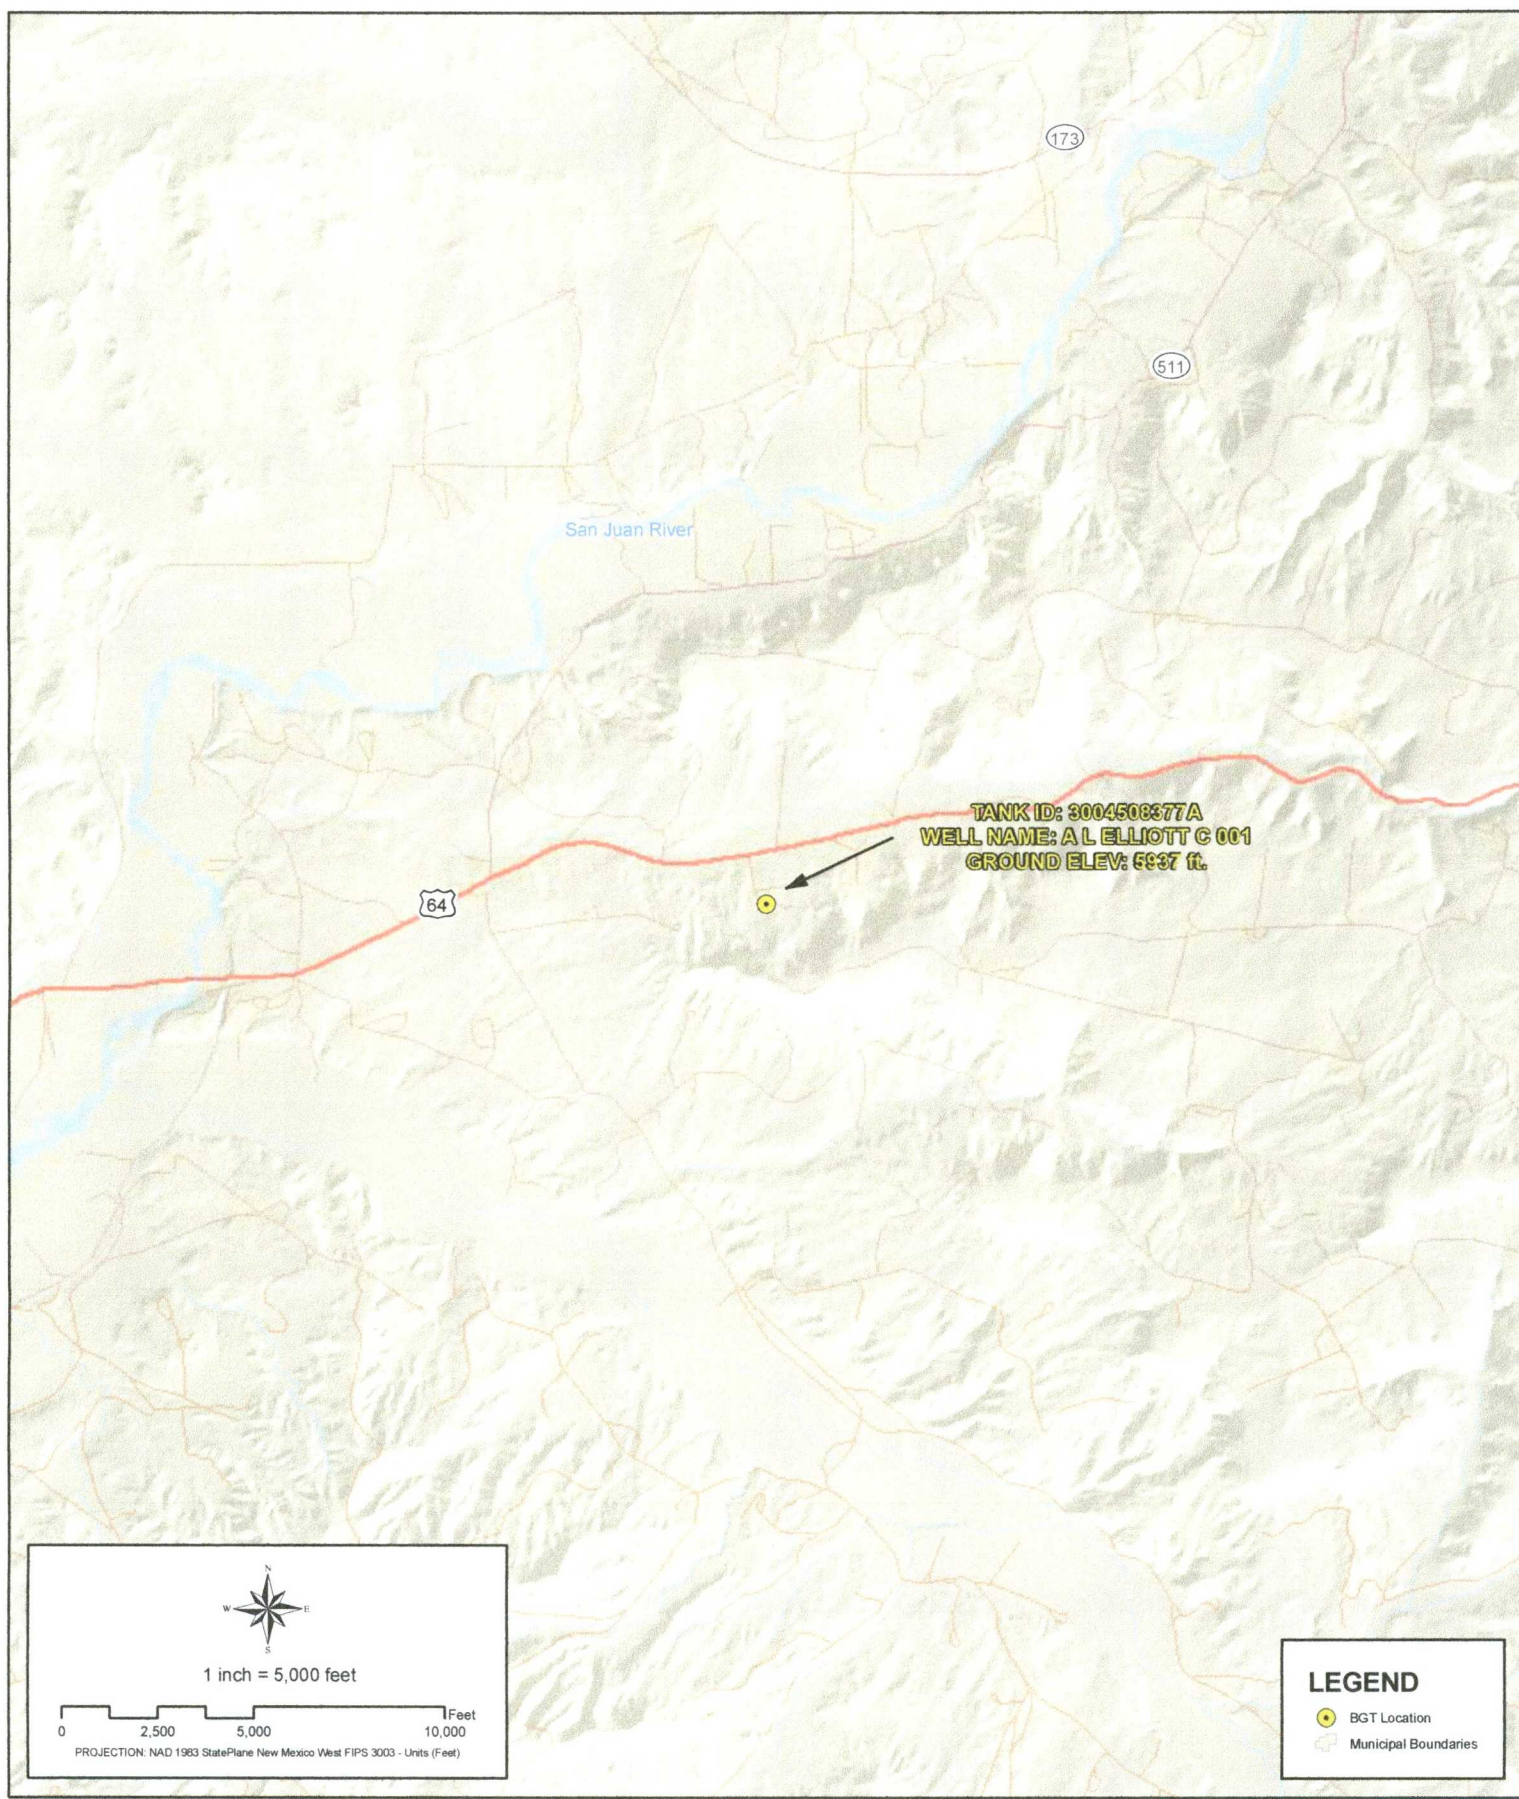 173
511
San Juan River
TANK ID: 3004508377A
WELL NAME: A L ELLIOTT C 001
GROUND ELEV: 5937 ft.
64
N
W E
S
1 inch = 5,000 feet
Feet
0 2,500 5,000 10,000
PROJECTION: NAD 1983 StatePlane New Mexico West FIPS 3003 - Units (Feet)
LEGEND
BGT Location
Municipal Boundaries